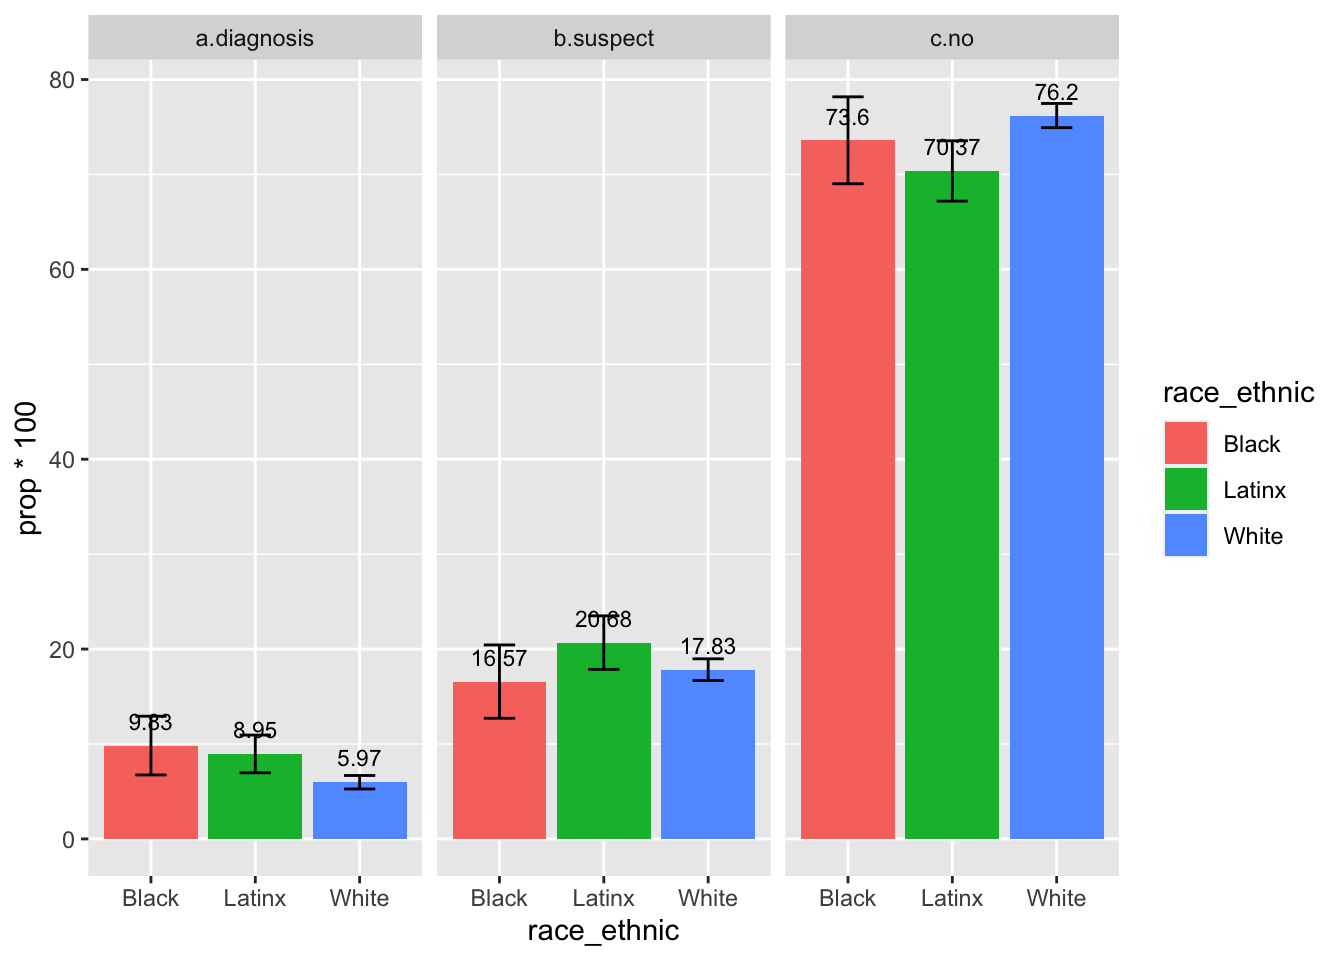 a.diagnosis
b.suspect
c.no
prop * 100
80
60
40
20
0
9.83
8.95
5.97
16.57
20.68
17.83
73.6
70.37
76.2
Black
Latinx
White
Black
Latinx
White
Black
Latinx
White
race_ethnic
race_ethnic
Black
Latinx
White